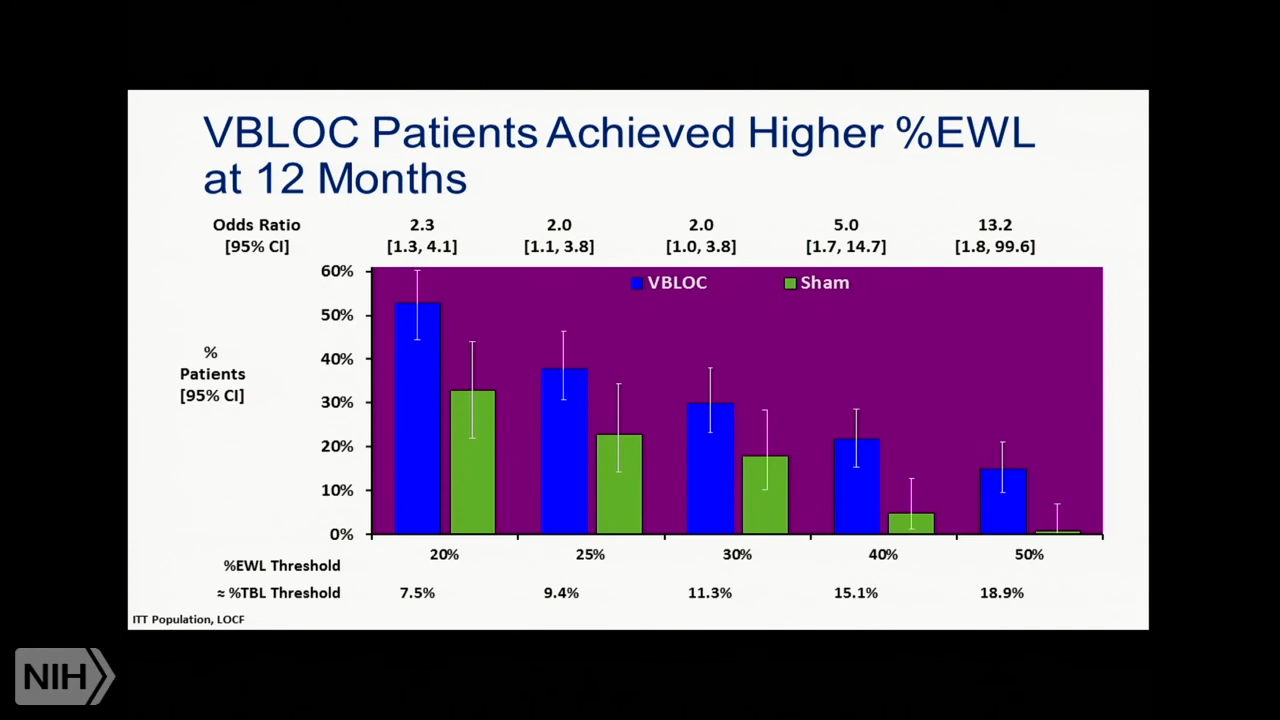 VBLOC Patients Achieved Higher %EWL
at 12 Months
Odds Ratio 2.3 2.0 2.0 5.0 13.2
[95% CI] [1.3, 4.1] [1.1, 3.8] [1.0, 3.8] [1.7, 14.7] [1.8, 99.6]
VBLOC Sham
60%
50%
40%
30%
20%
10%
0%
%
Patients
[95% CI]
20% 25% 30% 40% 50%
%EWL Threshold
≈ %TBL Threshold 7.5% 9.4% 11.3% 15.1% 18.9%
ITT Population, LOCF
NIH